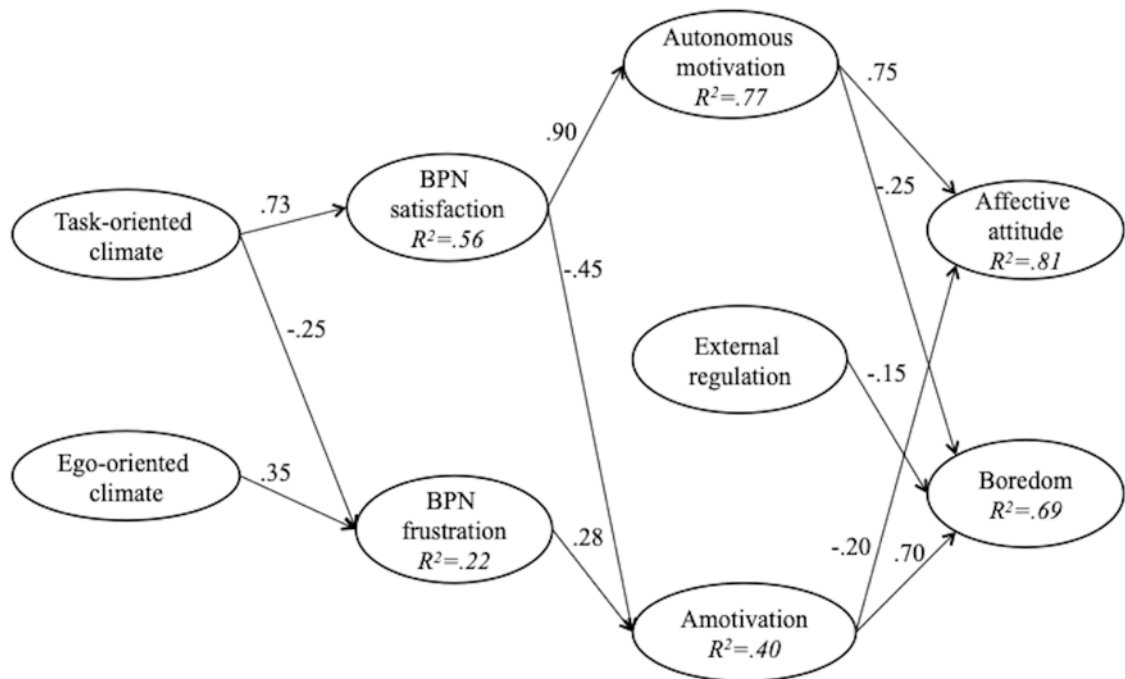 Autonomous
motivation
R²=.77
.75
.90
-.25
BPN
satisfaction
R²=.56
.73
Task-oriented
climate
Affective
attitude
R²=.81
-.45
-.25
External
regulation
-.15
Ego-oriented
climate
.35
BPN
frustration
R²=.22
Boredom
R²=.69
.28
-.20
.70
Amotivation
R²=.40